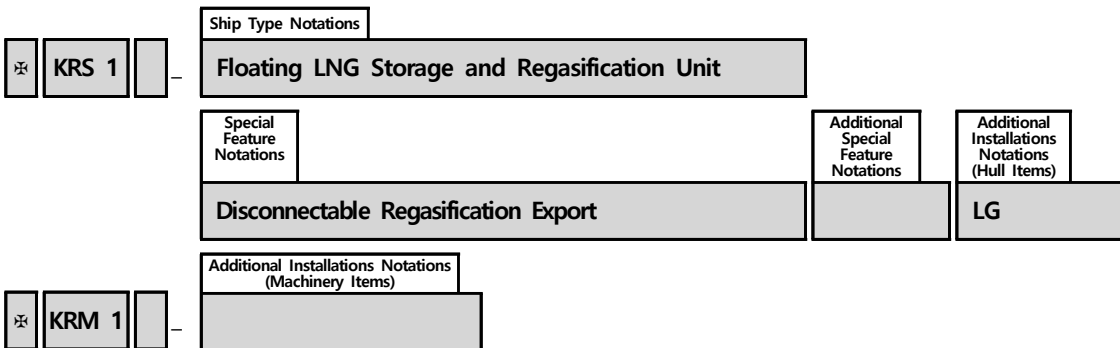 Ship Type Notations
✠ KRS 1 _ Floating LNG Storage and Regasification Unit
Special
Feature
Notations
Additional
Special
Feature
Notations
Additional
Installations
Notations
(Hull Items)
Disconnectable Regasification Export LG
Additional Installations Notations
(Machinery Items)
✠ KRM 1 _